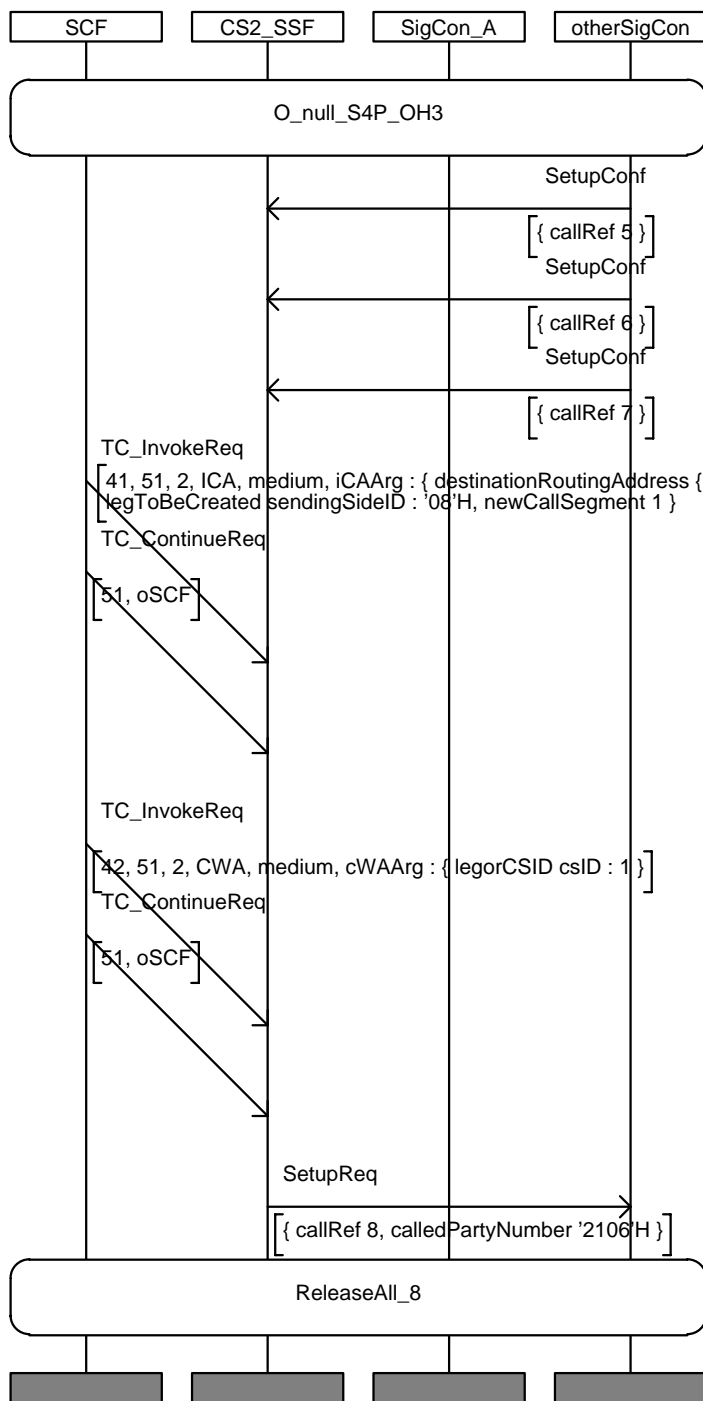 SCF
CS2_SSF
SigCon_A
otherSigCon
O_null_S4P_OH3
SetupConf
{ callRef 5 }
SetupConf
{ callRef 6 }
SetupConf
{ callRef 7 }
TC_InvokeReq
41, 51, 2, ICA, medium, iCAArg : { destinationRoutingAddress {
legToBeCreated sendingSideID : ’08’H, newCallSegment 1 }
TC_ContinueReq
51, oSCF
TC_InvokeReq
42, 51, 2, CWA, medium, cWAArg : { legorCSID csID : 1 }
TC_ContinueReq
51, oSCF
SetupReq
{ callRef 8, calledPartyNumber ’2106’H }
ReleaseAll_8